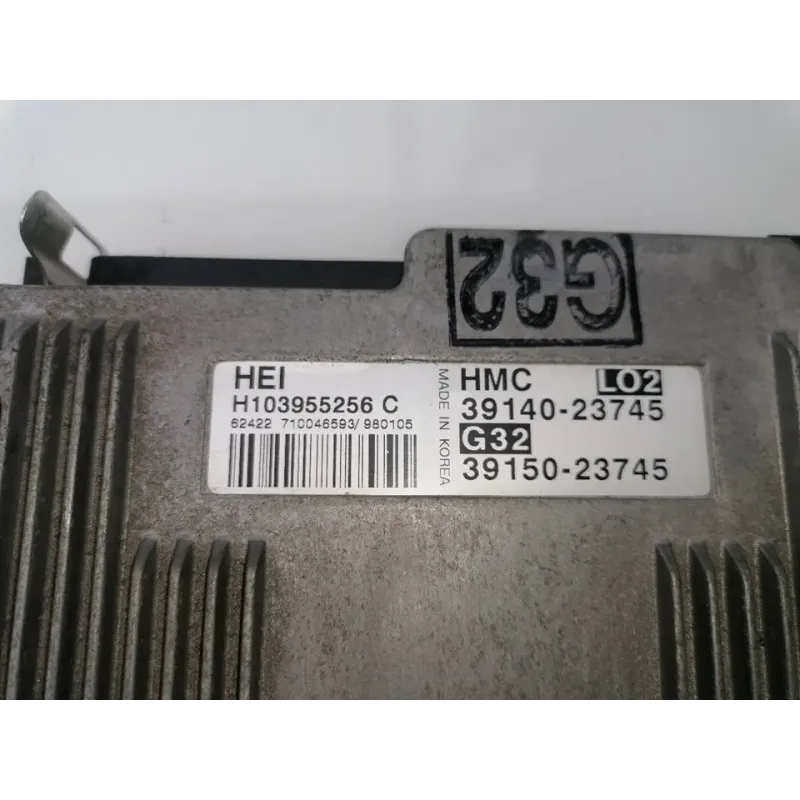 G32
HEI
H103955256 C
62422 710046593/ 980105
MADE IN KOREA
HMC LO2
39140-23745
G32
39150-23745